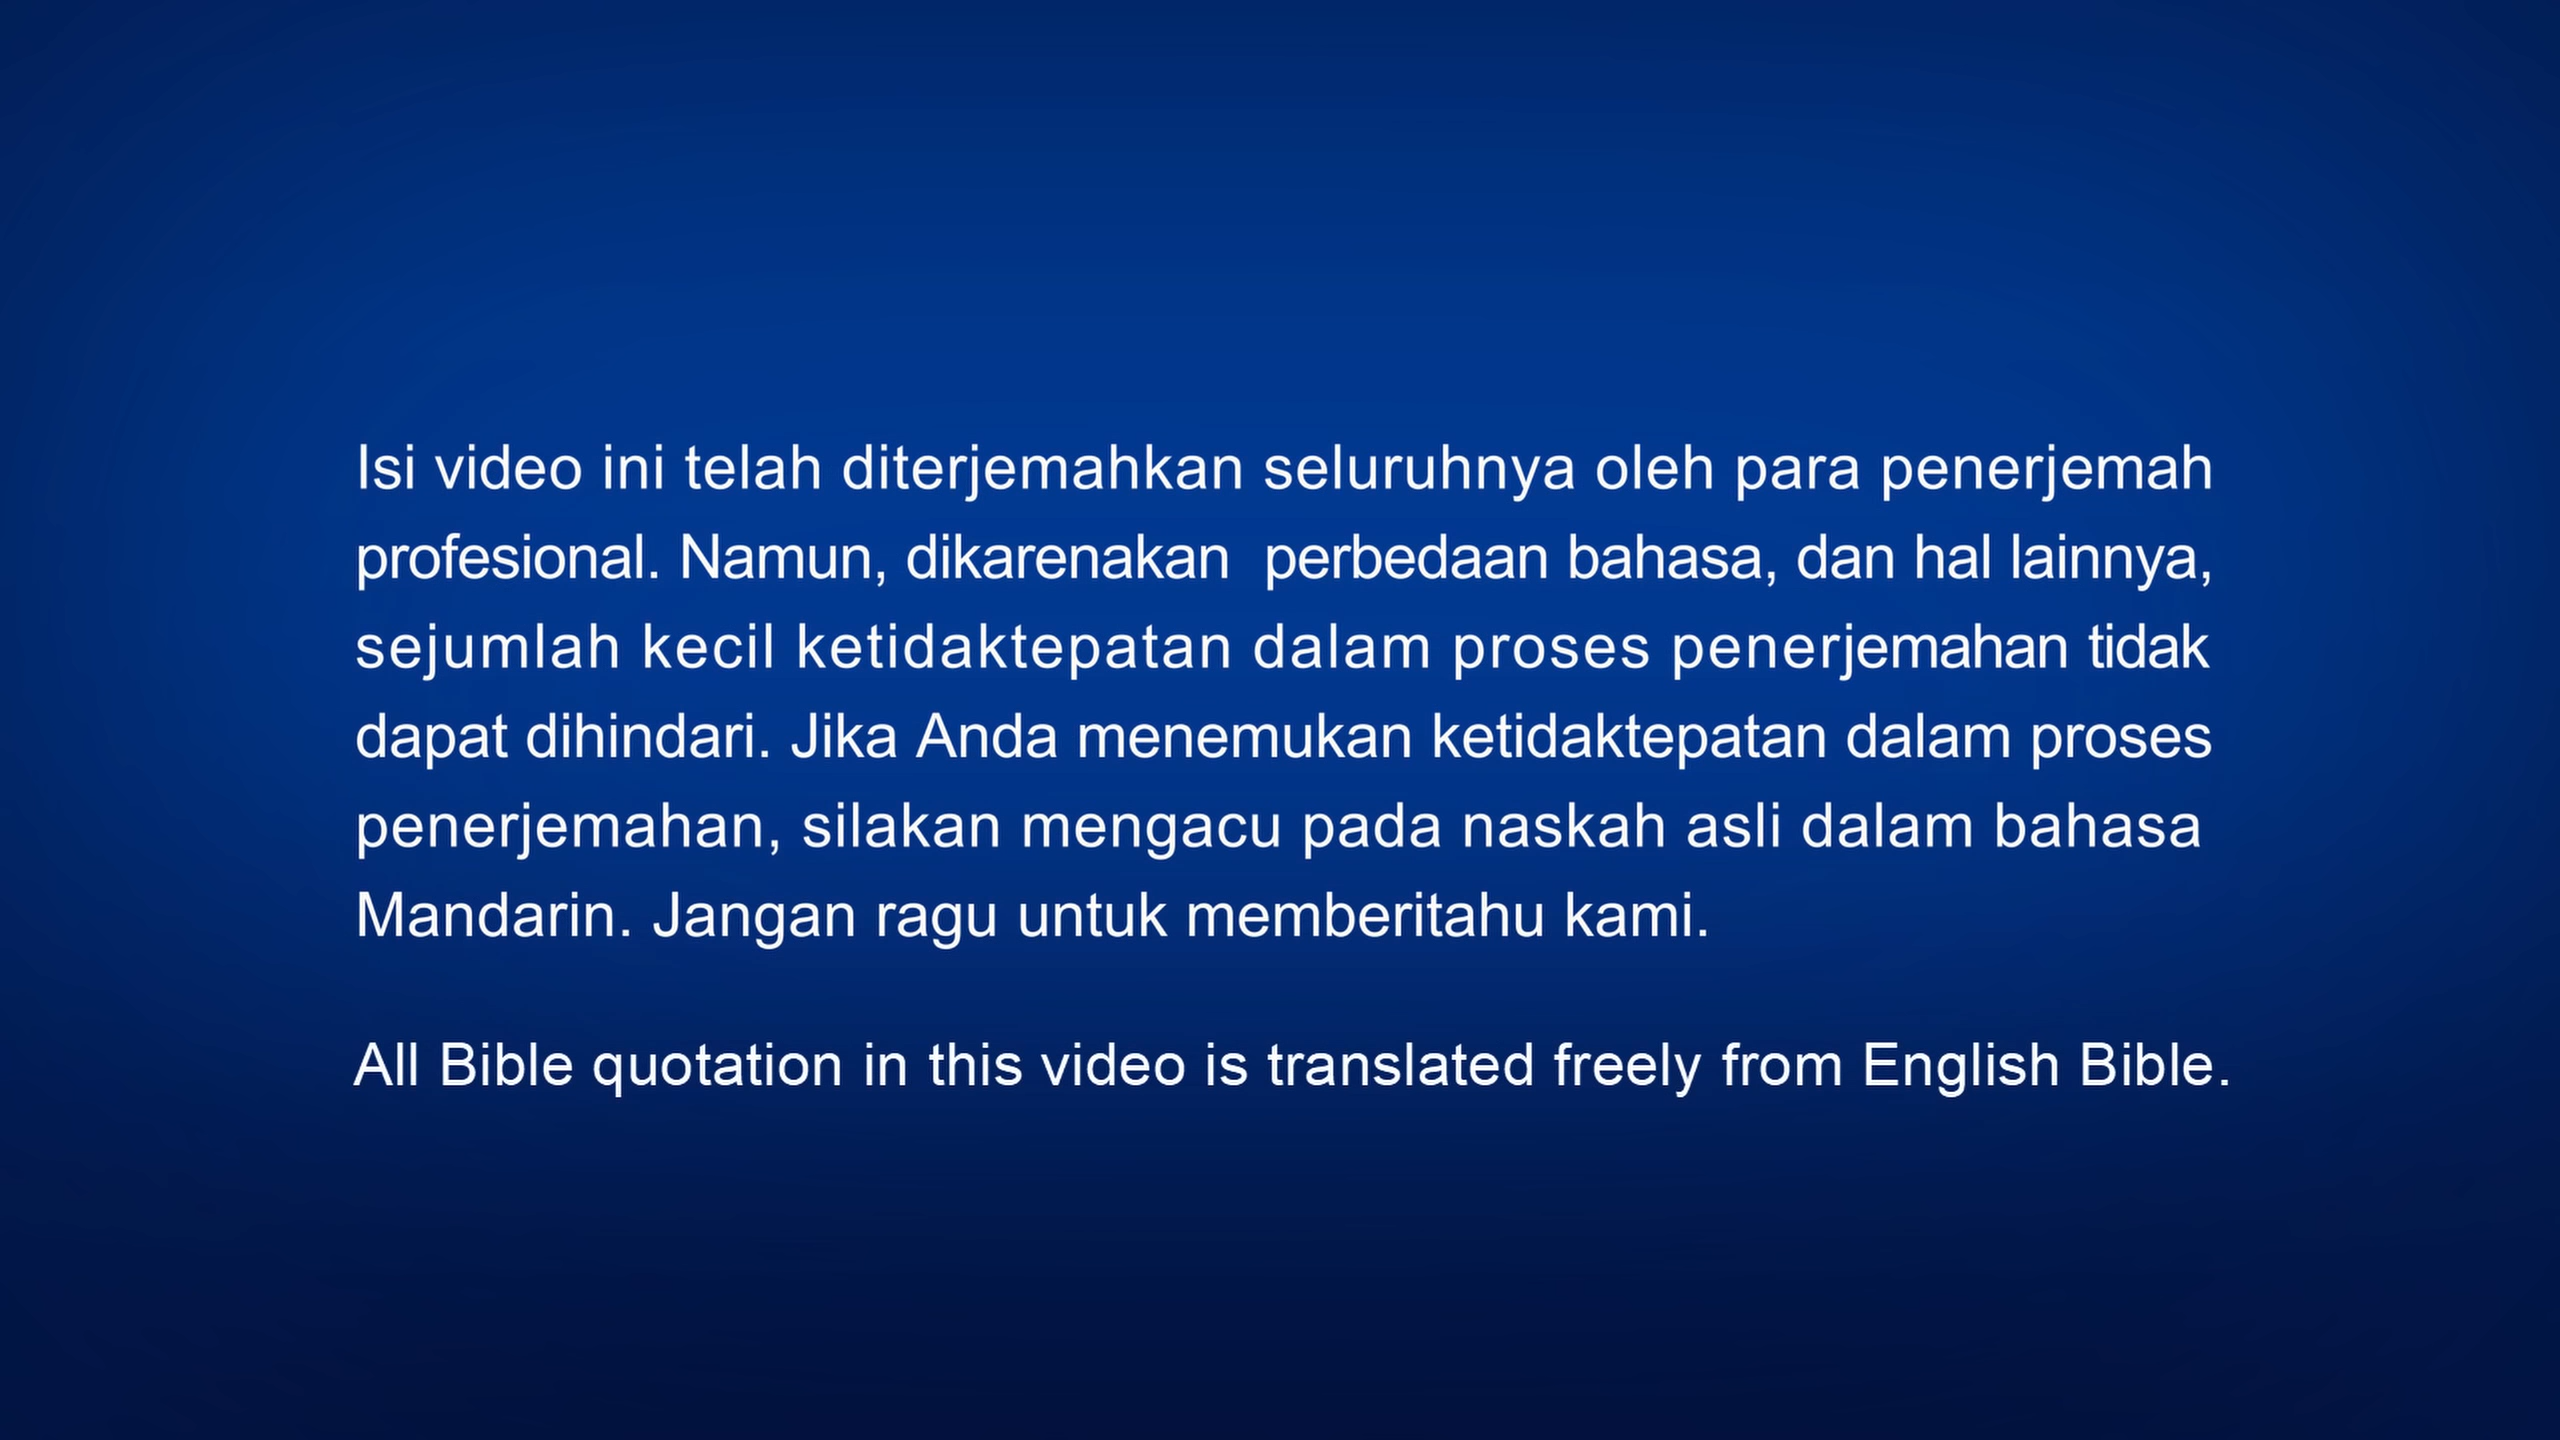 Isi video ini telah diterjemahkan seluruhnya oleh para penerjemah
profesional. Namun, dikarenakan  perbedaan bahasa, dan hal lainnya,
sejumlah kecil ketidaktepatan dalam proses penerjemahan tidak
dapat dihindari. Jika Anda menemukan ketidaktepatan dalam proses
penerjemahan, silakan mengacu pada naskah asli dalam bahasa
Mandarin. Jangan ragu untuk memberitahu kami.
All Bible quotation in this video is translated freely from English Bible.